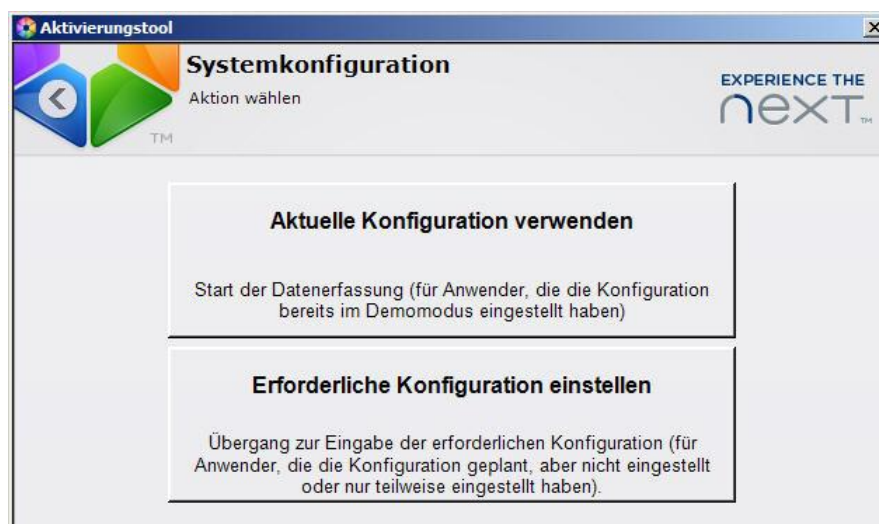 Aktivierungstool
Systemkonfiguration
Aktion wählen
EXPERIENCE THE
next™
TM
Aktuelle Konfiguration verwenden
Start der Datenerfassung (für Anwender, die die Konfiguration
bereits im Demomodus eingestellt haben)
Erforderliche Konfiguration einstellen
Übergang zur Eingabe der erforderlichen Konfiguration (für
Anwender, die die Konfiguration geplant, aber nicht eingestellt
oder nur teilweise eingestellt haben).